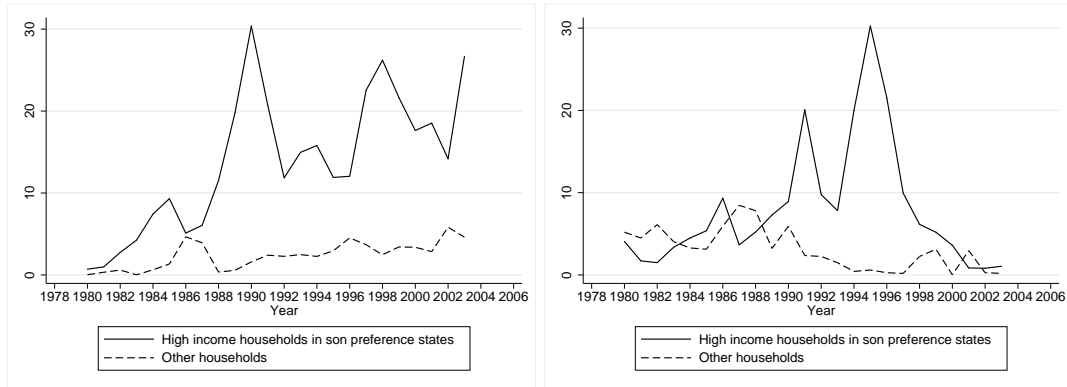 30
20
10
0
1978 1980 1982 1984 1986 1988 1990 1992 1994 1996 1998 2000 2002 2004 2006
Year
High income households in son preference states
Other households
30
20
10
0
1978 1980 1982 1984 1986 1988 1990 1992 1994 1996 1998 2000 2002 2004 2006
Year
High income households in son preference states
Other households